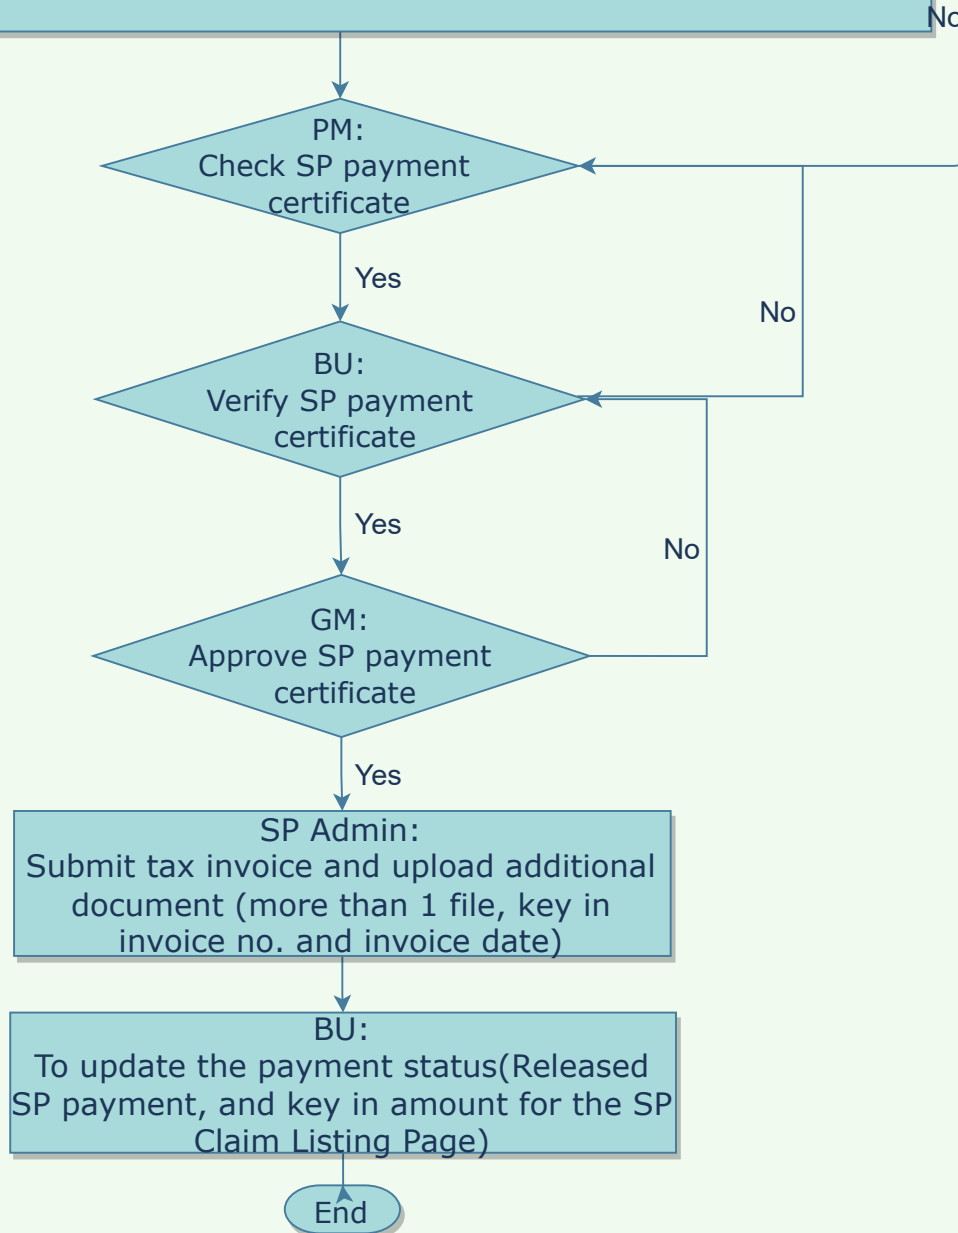 No
PM:
Check SP payment
certificate
Yes
No
BU:
Verify SP payment
certificate
Yes
No
GM:
Approve SP payment
certificate
Yes
SP Admin:
Submit tax invoice and upload additional
document (more than 1 file, key in
invoice no. and invoice date)
BU:
To update the payment status(Released
SP payment, and key in amount for the SP
Claim Listing Page)
End